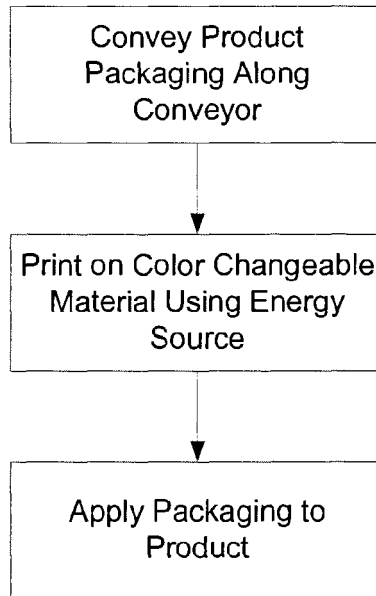 Convey Product
Packaging Along
Conveyor
Print on Color Changeable
Material Using Energy
Source
Apply Packaging to
Product